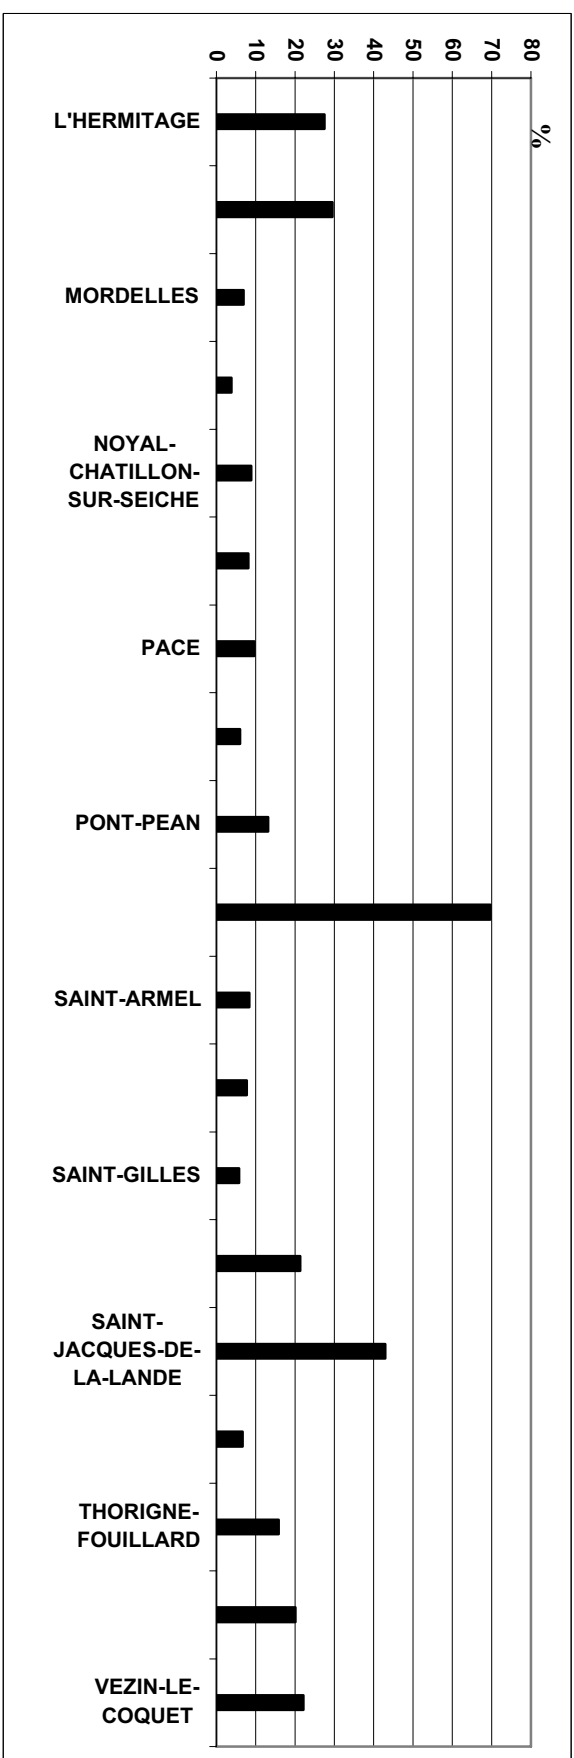 0
10
20
30
40
50
60
70
80
%
L'HERMITAGE
MORDELLES
NOYAL-
CHATILLON-
SUR-SEICHE
PACE
PONT-PEAN
SAINT-ARMEL
SAINT-GILLES
SAINT-
JACQUES-DE-
LA-LANDE
THORIGNE-
FOUILLARD
VEZIN-LE-
COQUET